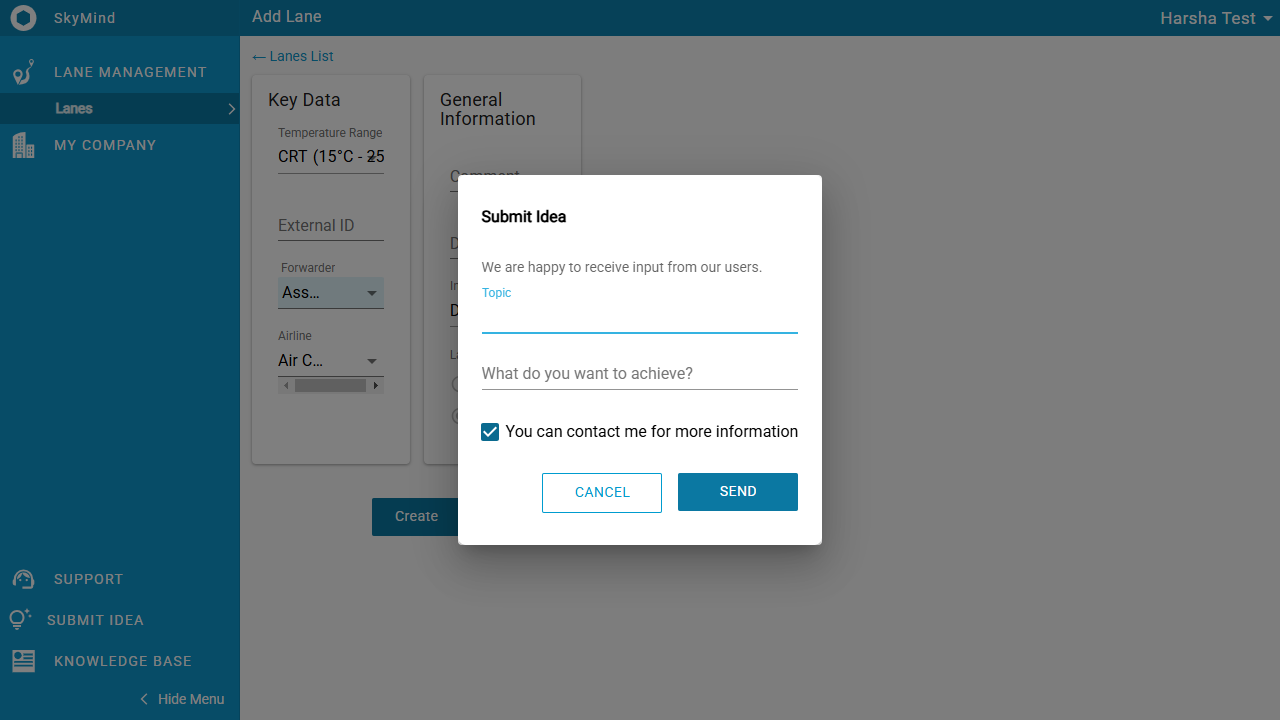 SkyMind
Add Lane
Harsha Test
LANE MANAGEMENT
Lanes
MY COMPANY
SUPPORT
SUBMIT IDEA
KNOWLEDGE BASE
Hide Menu
← Lanes List
Key Data
Temperature Range
CRT (15°C - 25
External ID
Forwarder
Ass...
Airline
Air C...
General
Information
Comment
Create
Submit Idea
We are happy to receive input from our users.
Topic
What do you want to achieve?
You can contact me for more information
CANCEL
SEND